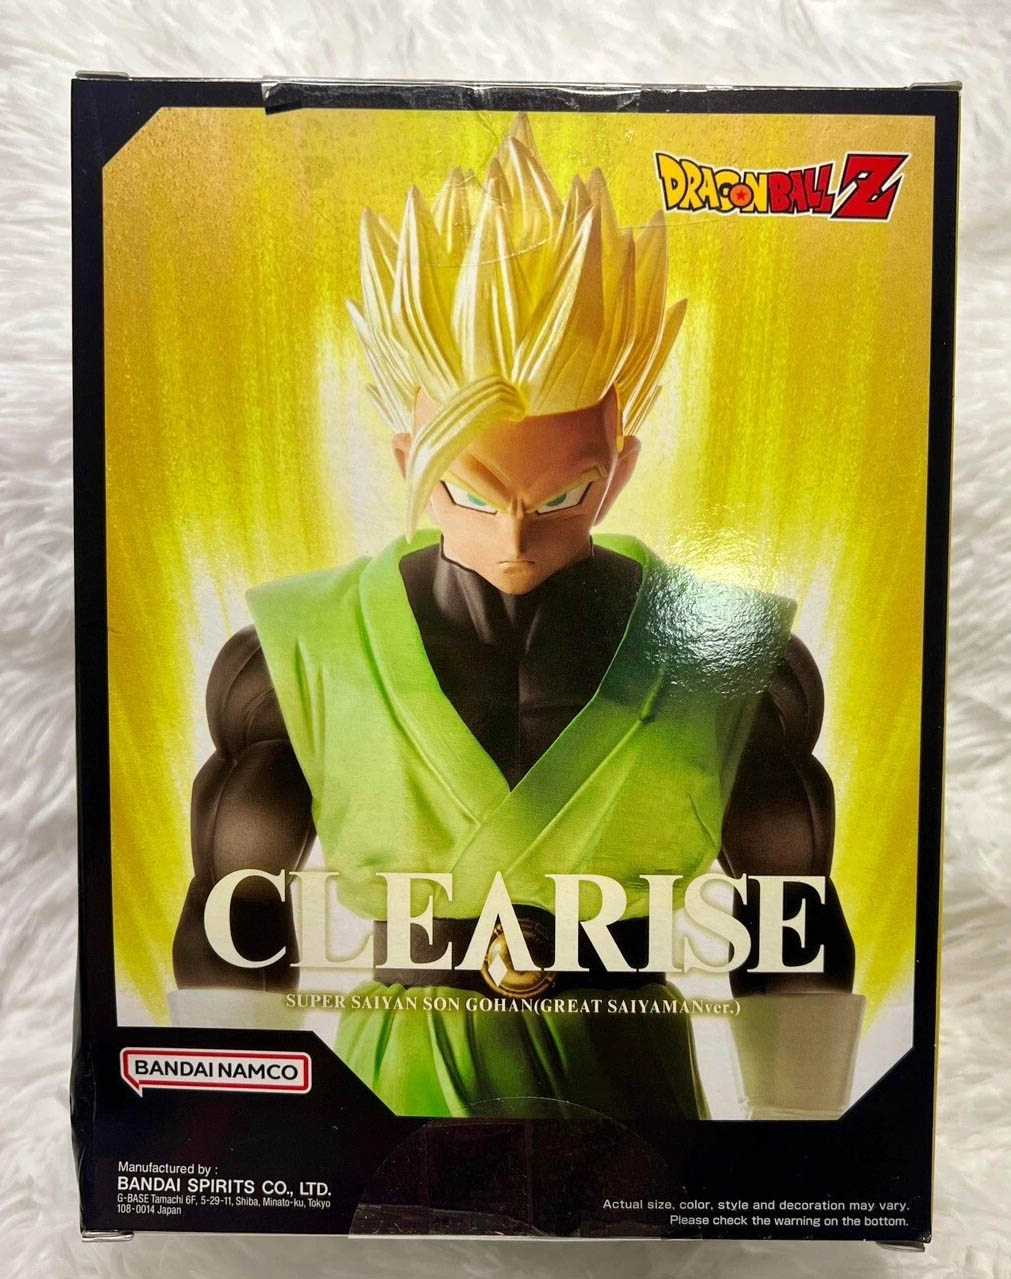 DRAGONBALL Z
CLEARISE
SUPER SAIYAN SON GOHAN(GREAT SAIYAMANver.)
BANDAI NAMCO
Manufactured by :
BANDAI SPIRITS CO., LTD.
G-BASE Tamachi 6F, 5-29-11, Shiba, Minato-ku, Tokyo
108-0014 Japan
Actual size, color, style and decoration may vary.
Please check the warning on the bottom.